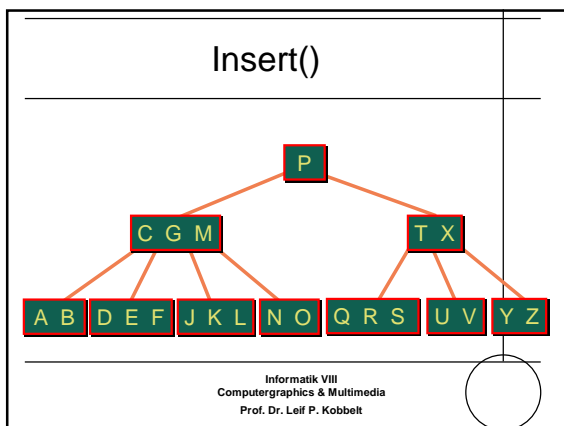 Insert()
P
C G M T X
A B D E F J K L N O Q R S U V Y Z
Informatik VIII
Computergraphics & Multimedia
Prof. Dr. Leif P. Kobbelt